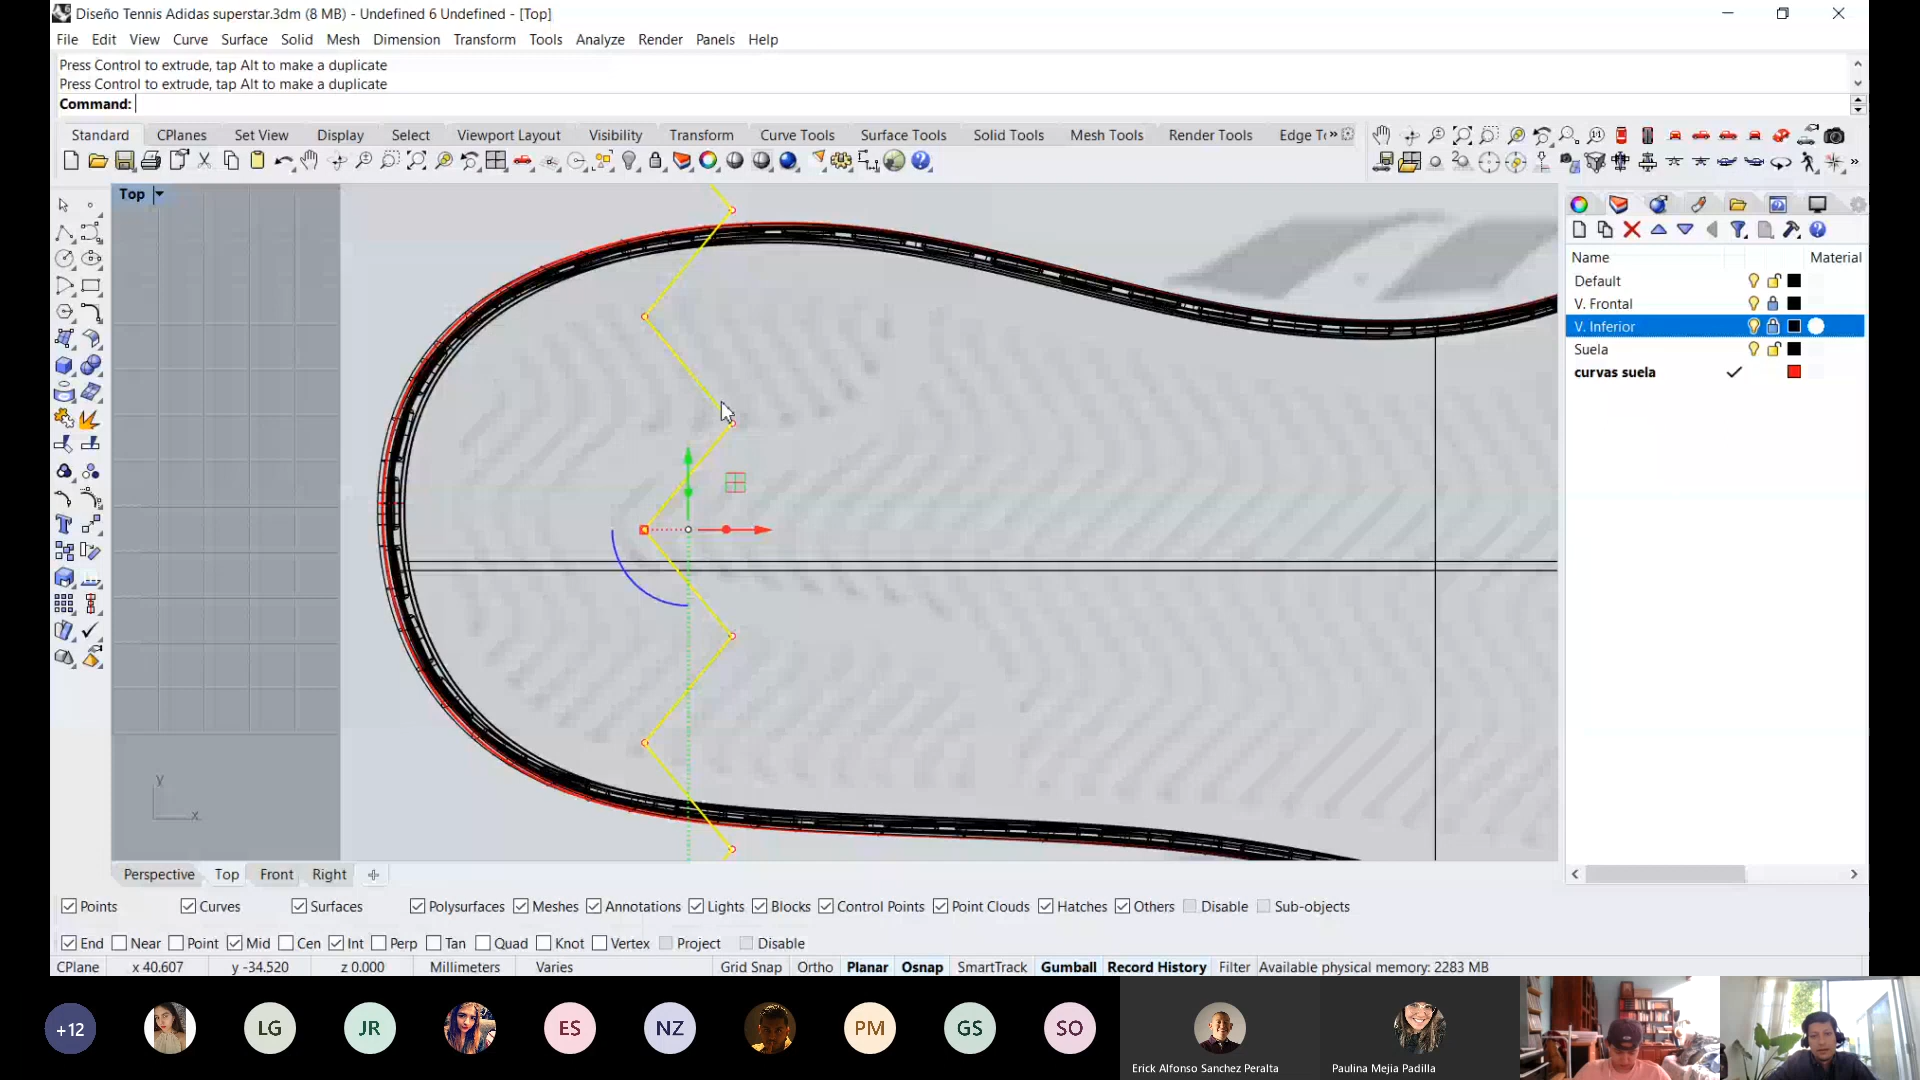 Diseño Tennis Adidas superstar.3dm (8 MB) - Undefined 6 Undefined - [Top]
File Edit View Curve Surface Solid Mesh Dimension Transform Tools Analyze Render Panels Help
Press Control to extrude, tap Alt to make a duplicate
Press Control to extrude, tap Alt to make a duplicate
Command:
Standard CPlanes Set View Display Select Viewport Layout Visibility Transform Curve Tools Surface Tools Solid Tools Mesh Tools Render Tools Edge To
Top
Name Material
Default
V. Frontal
V. Inferior
Suela
curvas suela
y
x
Perspective Top Front Right
Points Curves Surfaces Polysurfaces Meshes Annotations Lights Blocks Control Points Point Clouds Hatches Others Disable Sub-objects
End Near Point Mid Cen Int Perp Tan Quad Knot Vertex Project Disable
CPlane x 40.607 y -34.520 z 0.000 Millimeters Varies Grid Snap Ortho Planar Osnap SmartTrack Gumball Record History Filter Available physical memory: 2283 MB
+12 LG JR ES NZ PM GS SO
Erick Alfonso Sanchez Peralta Paulina Mejia Padilla